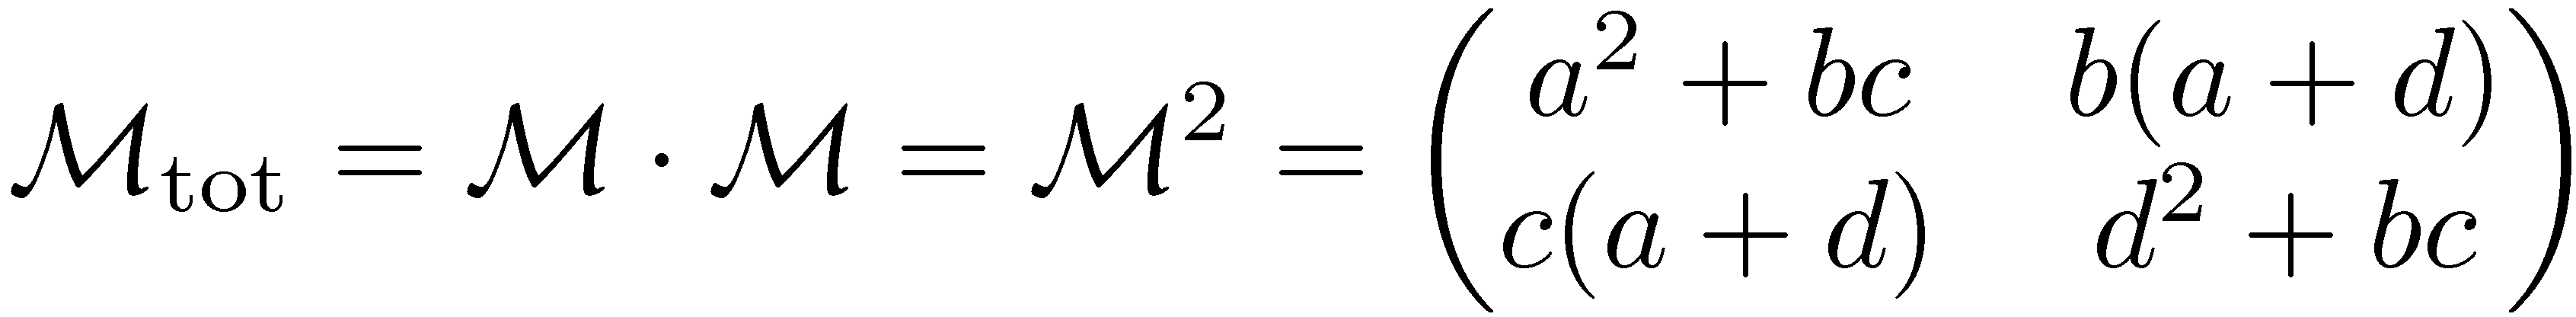 ℳ_tot = ℳ · ℳ = ℳ² = ( a² + bc    b(a + d)
c(a + d)    d² + bc )